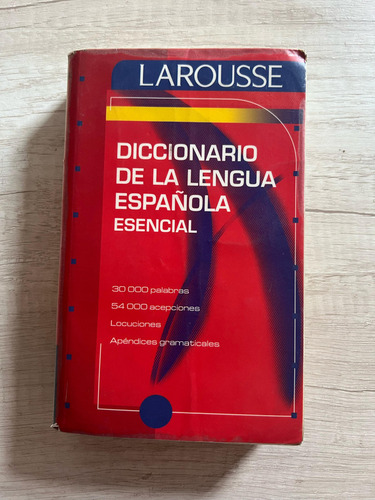 LAROUSSE
DICCIONARIO
DE LA LENGUA
ESPAÑOLA
ESENCIAL
30 000 palabras
54 000 acepciones
Locuciones
Apéndices gramaticales